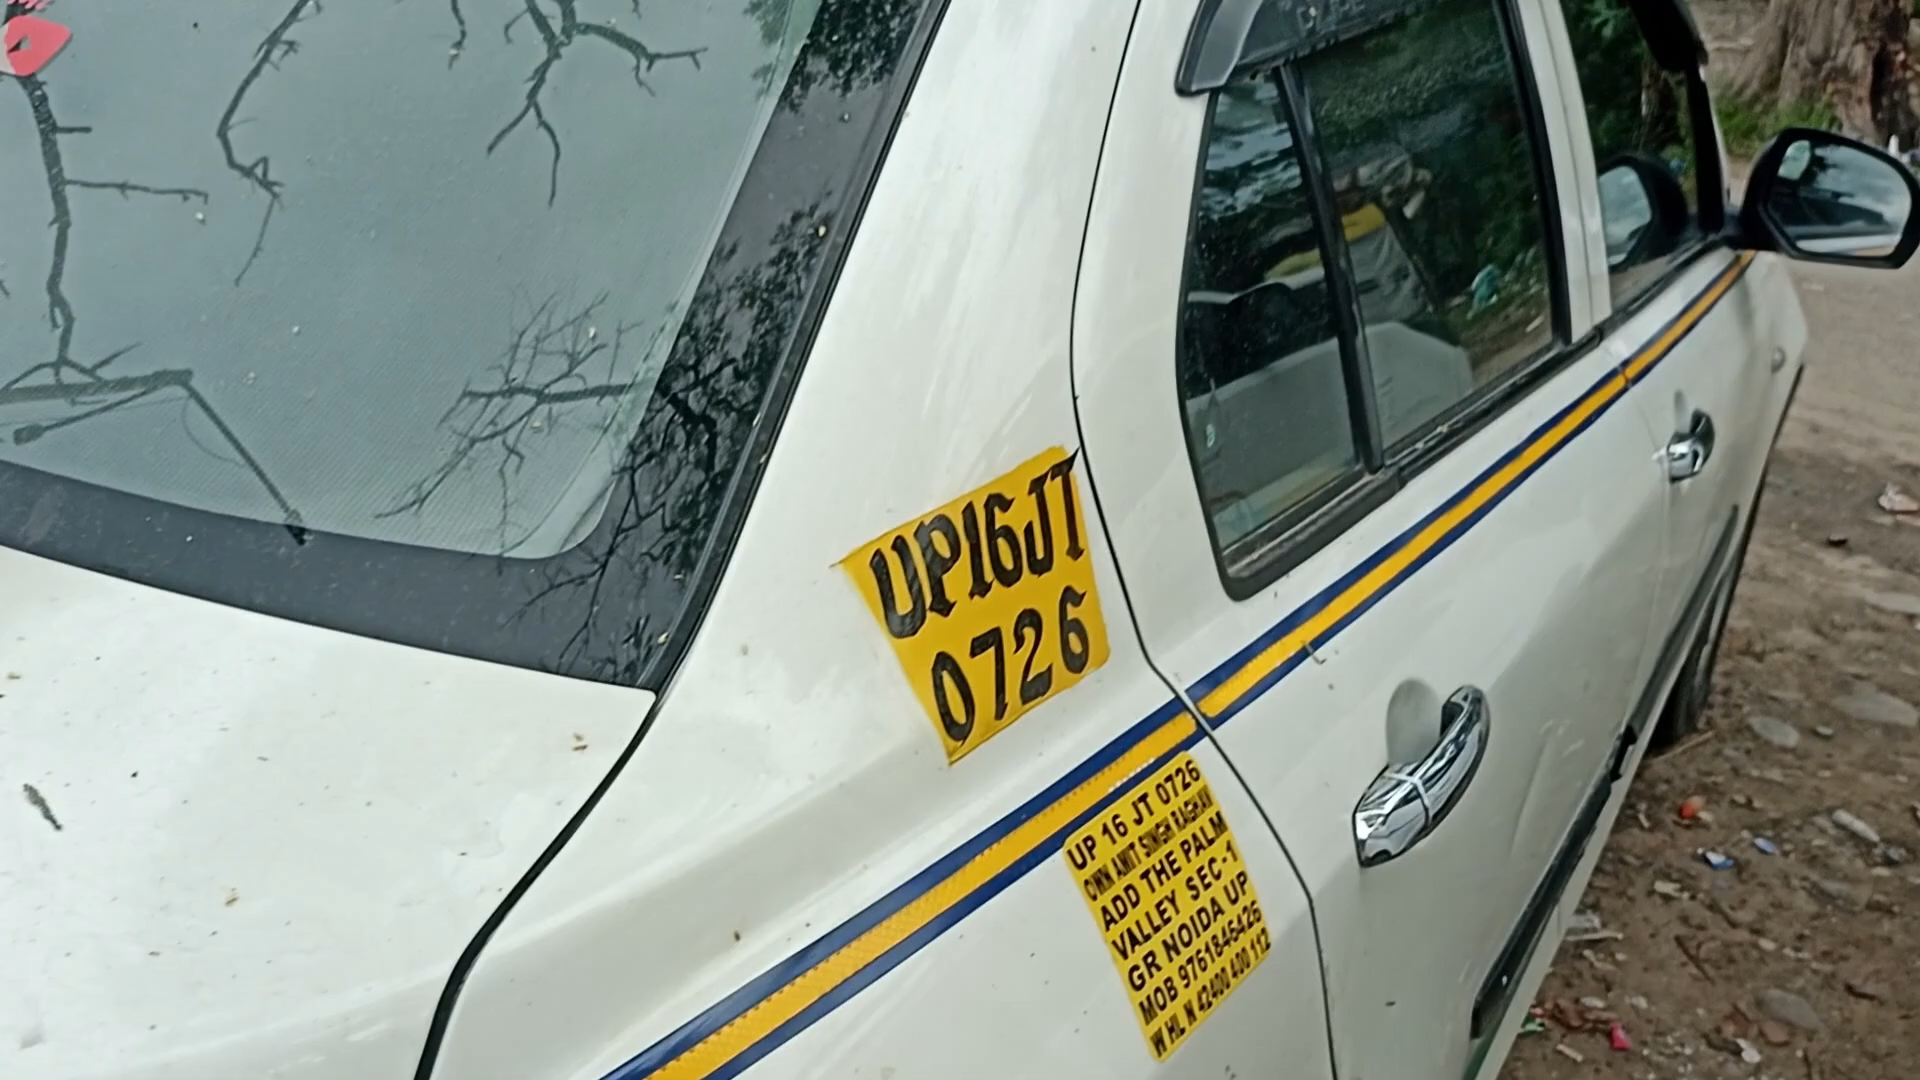 UP16JT
0726
UP 16 JT 0726
OWN AMIT SINGH RAGHAV
ADD THE PALM
VALLEY SEC-1
GR NOIDA UP
MOB 9761846426
W HL N 42400 400 112